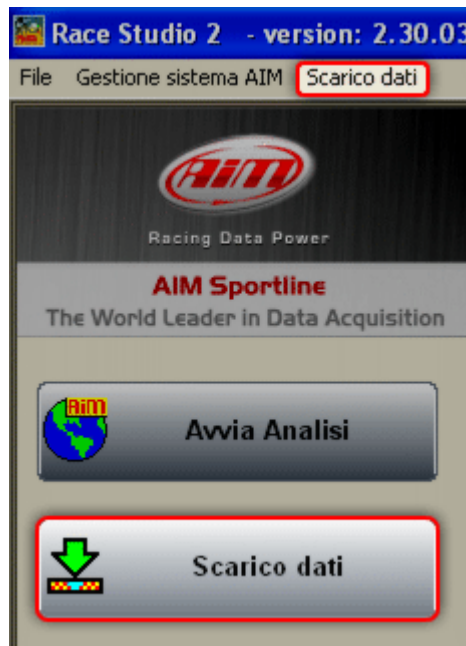 Race Studio 2 - version: 2.30.03
File Gestione sistema AIM Scarico dati
AiM
Racing Data Power
AIM Sportline
The World Leader in Data Acquisition
AiM
Avvia Analisi
Scarico dati